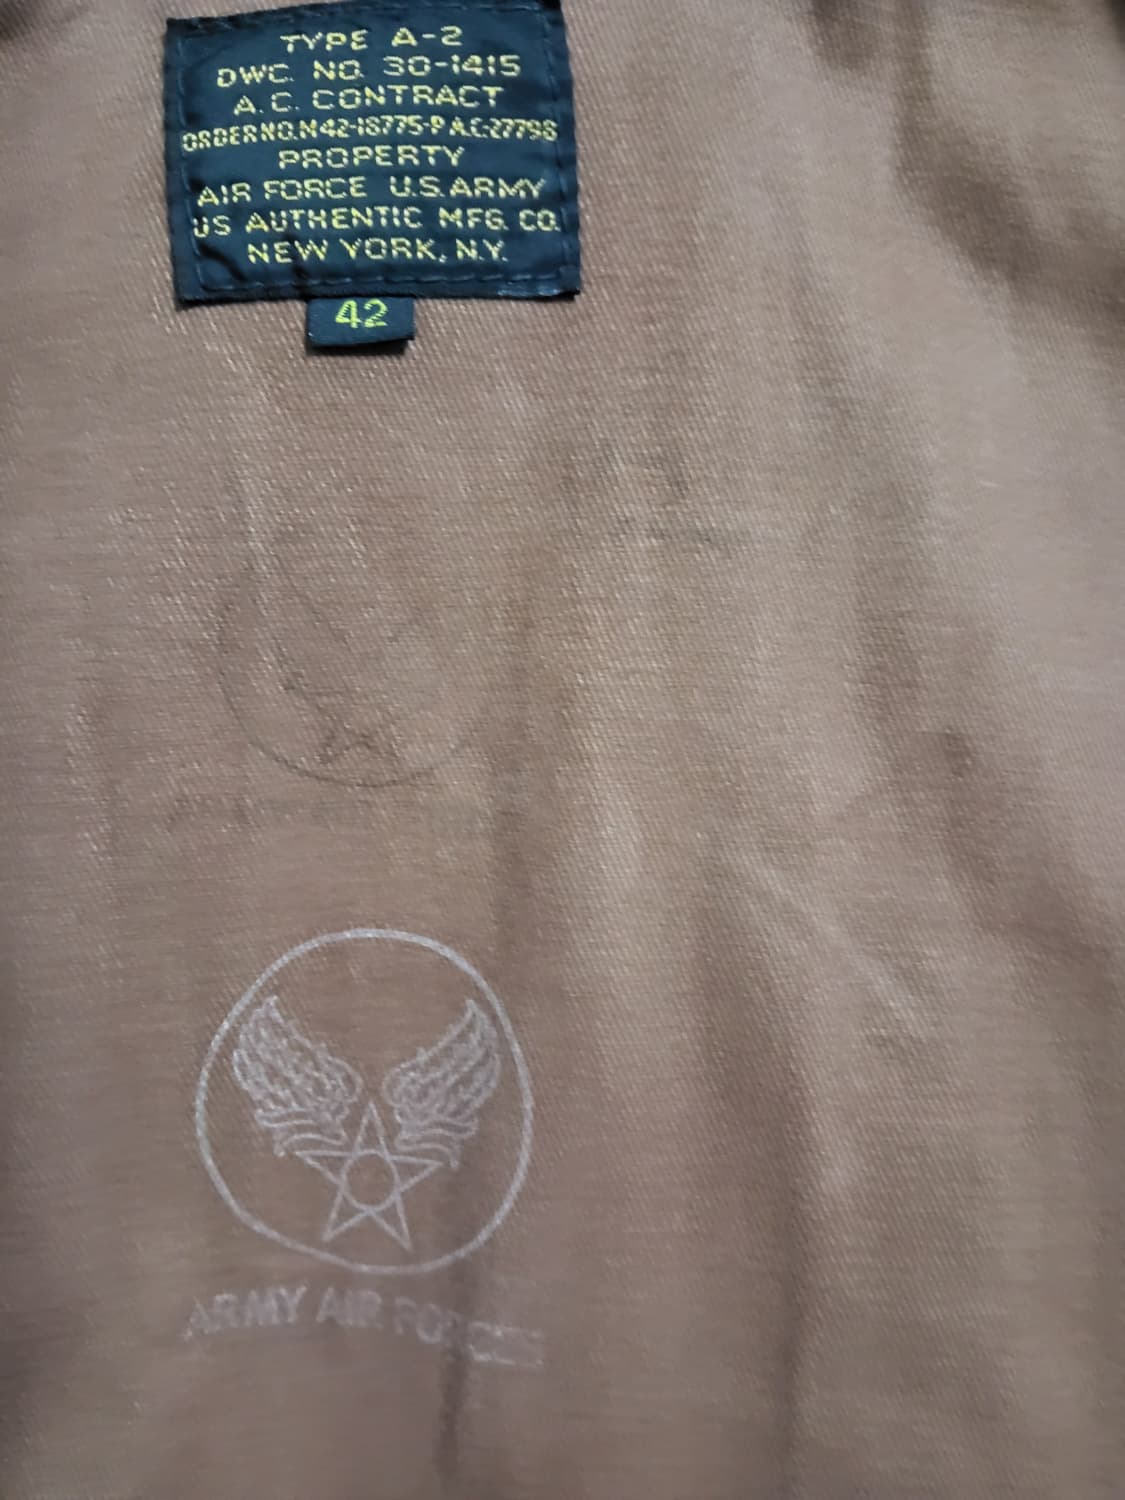 TYPE A-2
DWG. NO. 30-1415
A.C. CONTRACT
ORDER NO. M42-18775-P A.C-27798
PROPERTY
AIR FORCE U.S. ARMY
US AUTHENTIC MFG. CO.
NEW YORK, N.Y.
42
ARMY AIR FORCES